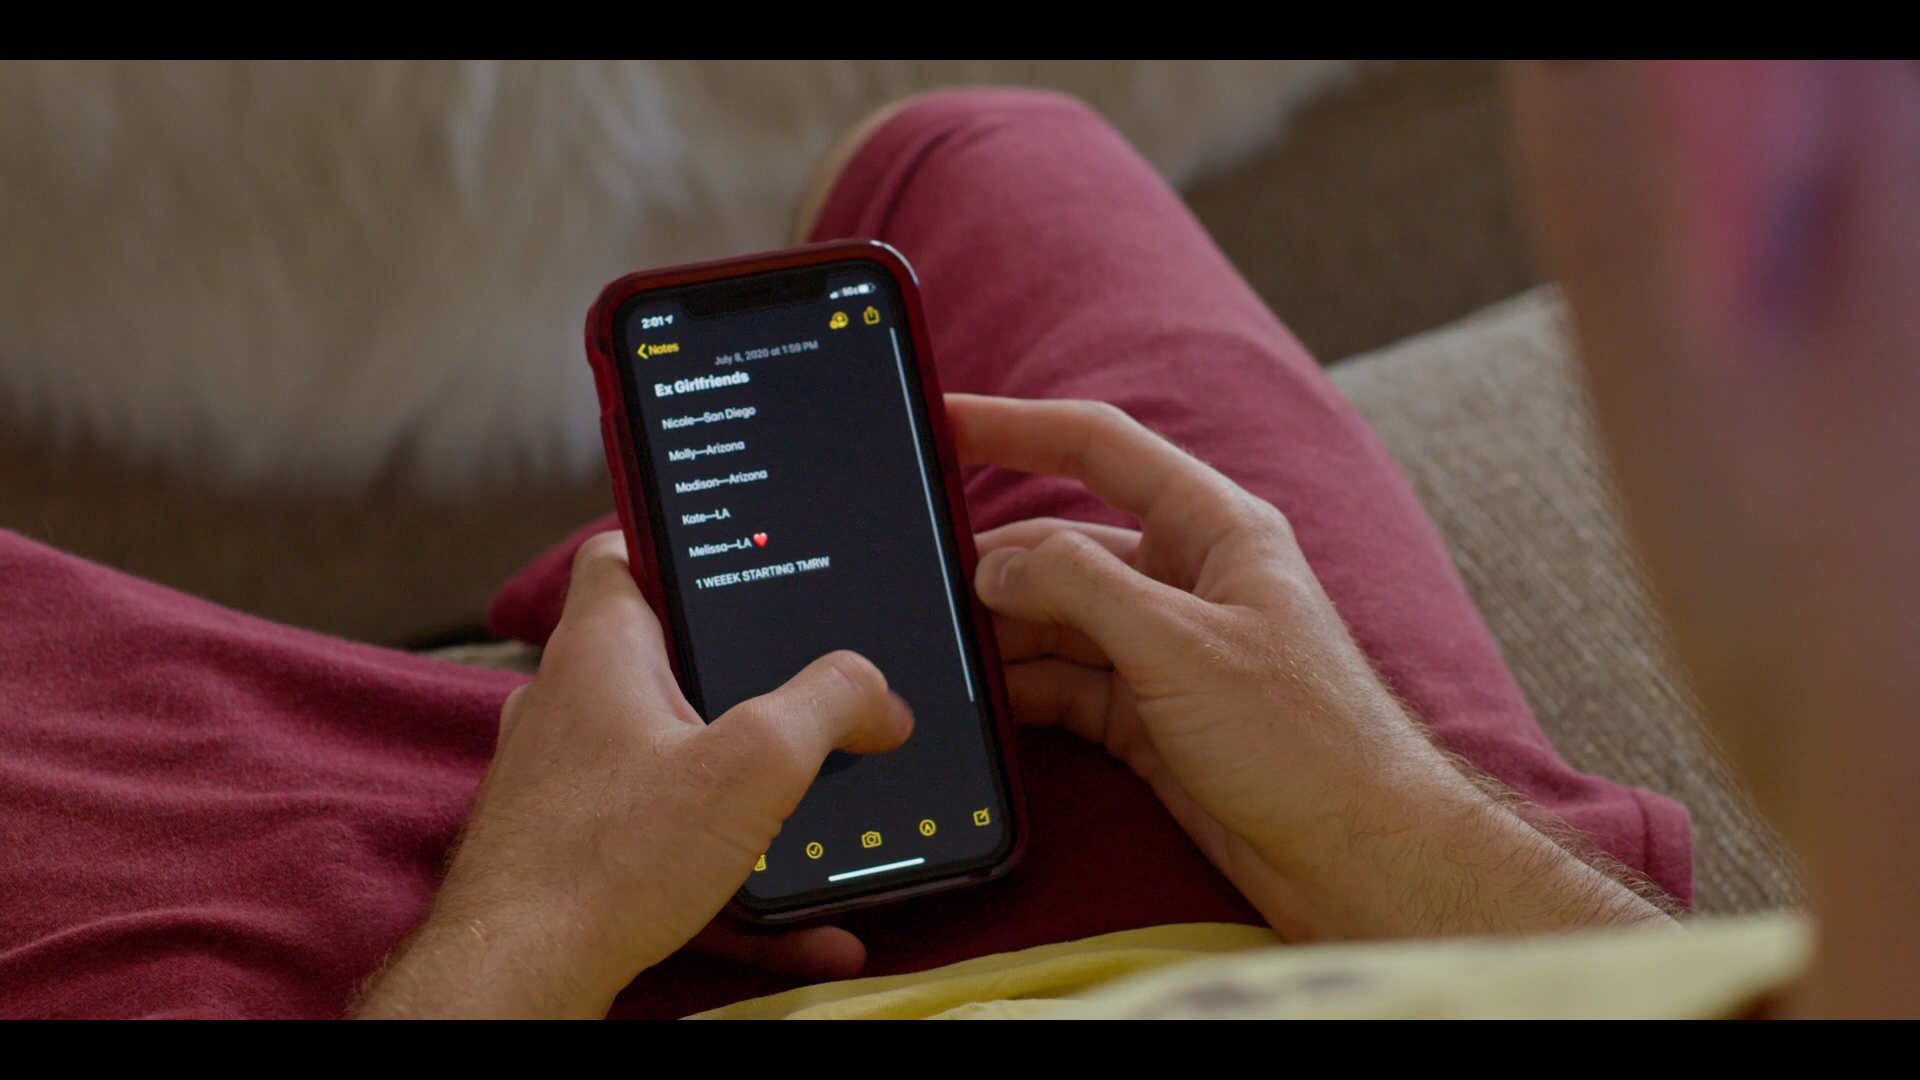 2:01
Notes
July 8, 2020 at 1:59 PM
Ex Girlfriends
Nicole—San Diego
Molly—Arizona
Madison—Arizona
Kate—LA
Melissa—LA ❤️
1 WEEEK STARTING TMRW